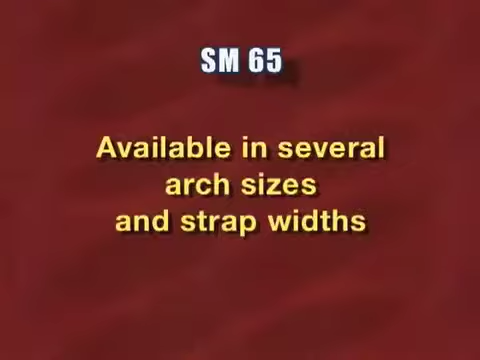 SM 65
Available in several
arch sizes
and strap widths